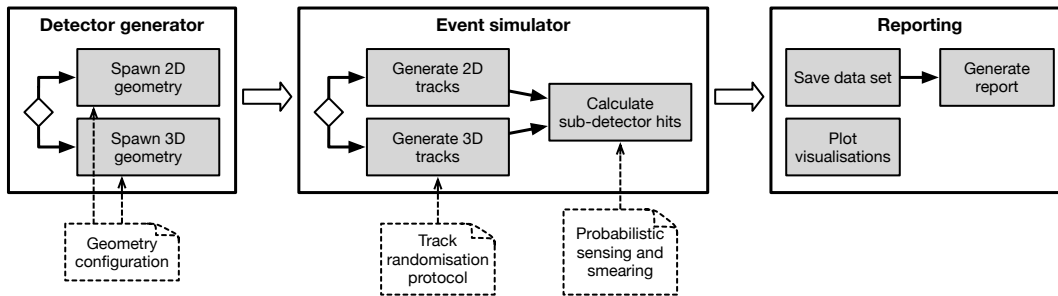 Detector generator
Spawn 2D
geometry
Spawn 3D
geometry
Geometry
configuration
Event simulator
Generate 2D
tracks
Generate 3D
tracks
Calculate
sub-detector hits
Track
randomisation
protocol
Probabilistic
sensing and
smearing
Reporting
Save data set
Generate
report
Plot
visualisations